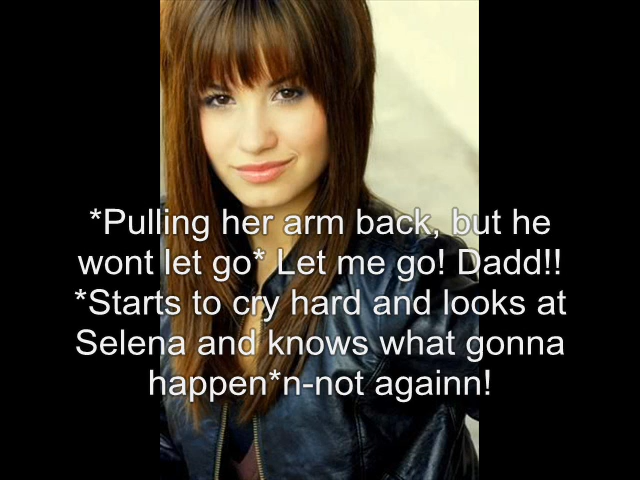 *Pulling her arm back, but he
wont let go* Let me go! Dadd!!
*Starts to cry hard and looks at
Selena and knows what gonna
happen*n-not againn!